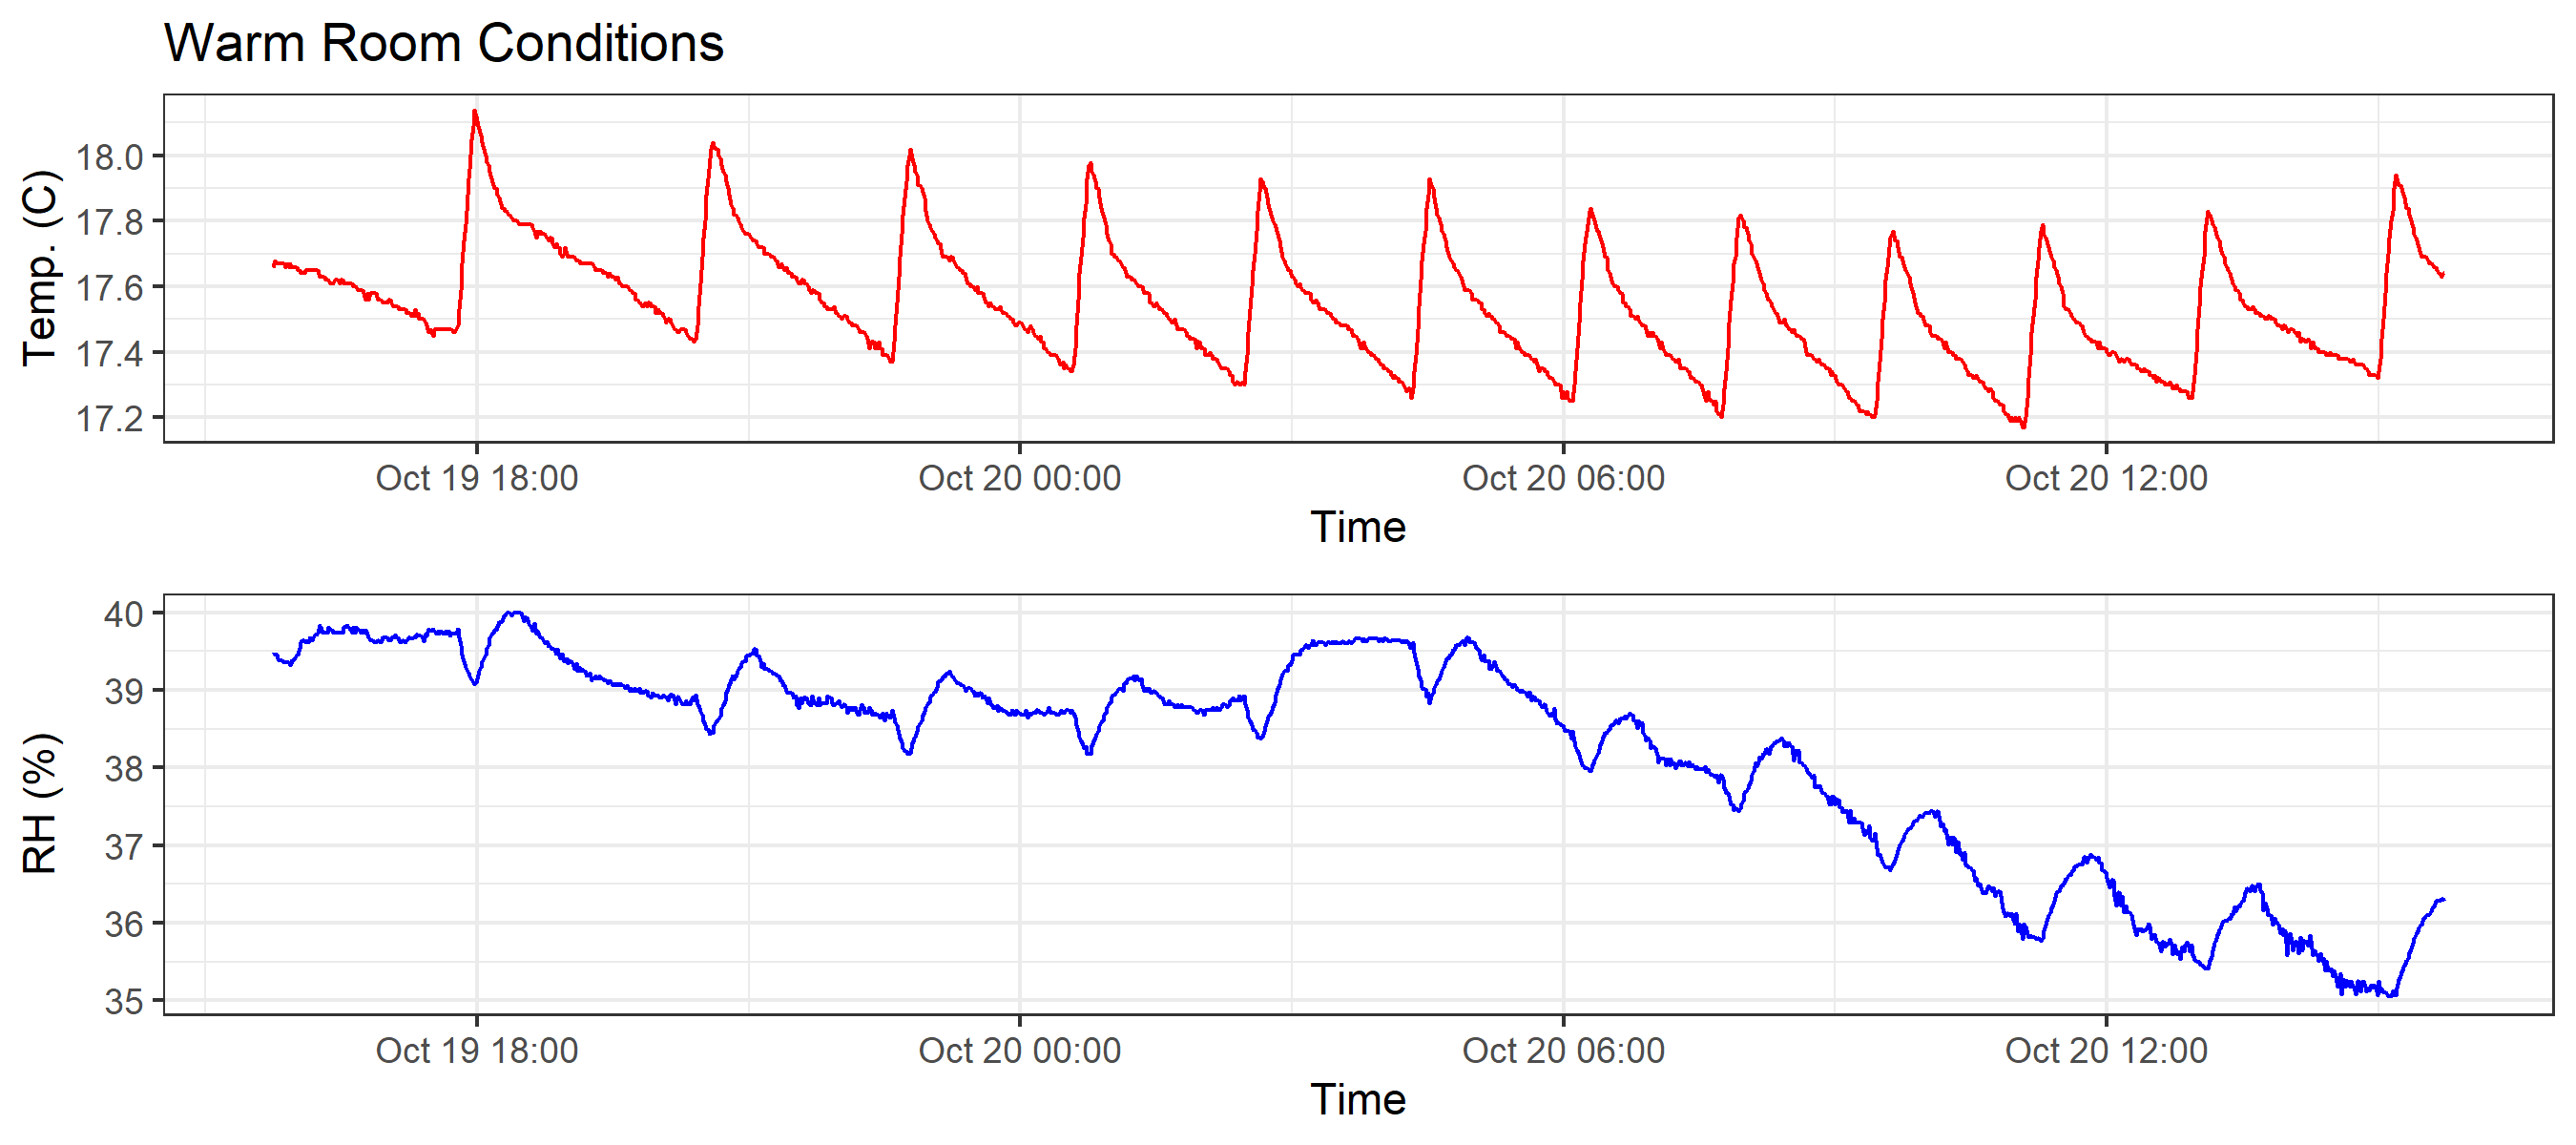 Warm Room Conditions
Temp. (C)
18.0
17.8
17.6
17.4
17.2
Oct 19 18:00 Oct 20 00:00 Oct 20 06:00 Oct 20 12:00
Time
RH (%)
40
39
38
37
36
35
Oct 19 18:00 Oct 20 00:00 Oct 20 06:00 Oct 20 12:00
Time